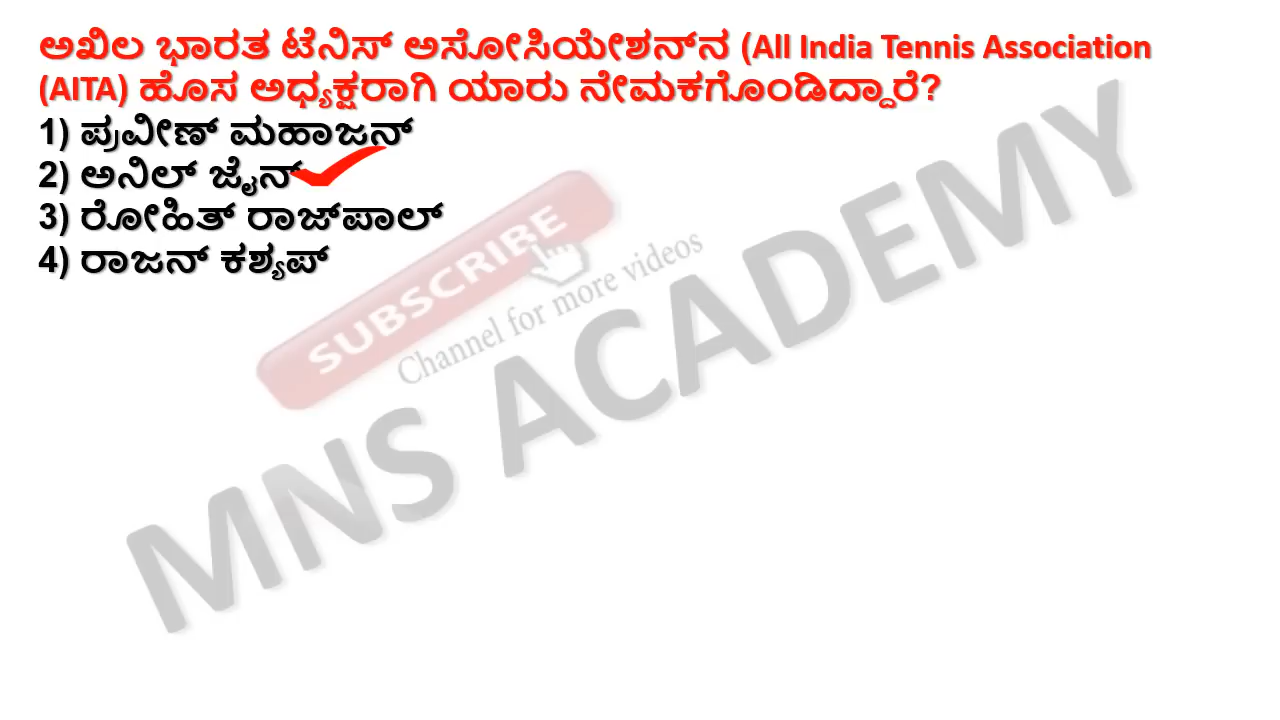 ಅಖಿಲ ಭಾರತ ಟೆನಿಸ್ ಅಸೋಸಿಯೇಶನ್‌ನ (All India Tennis Association
(AITA) ಹೊಸ ಅಧ್ಯಕ್ಷರಾಗಿ ಯಾರು ನೇಮಕಗೊಂಡಿದ್ದಾರೆ?
1) ಪ್ರವೀಣ್ ಮಹಾಜನ್
2) ಅನಿಲ್ ಜೈನ್
3) ರೋಹಿತ್ ರಾಜ್‌ಪಾಲ್
4) ರಾಜನ್ ಕಶ್ಯಪ್
SUBSCRIBE
Channel for more videos
MNS ACADEMY